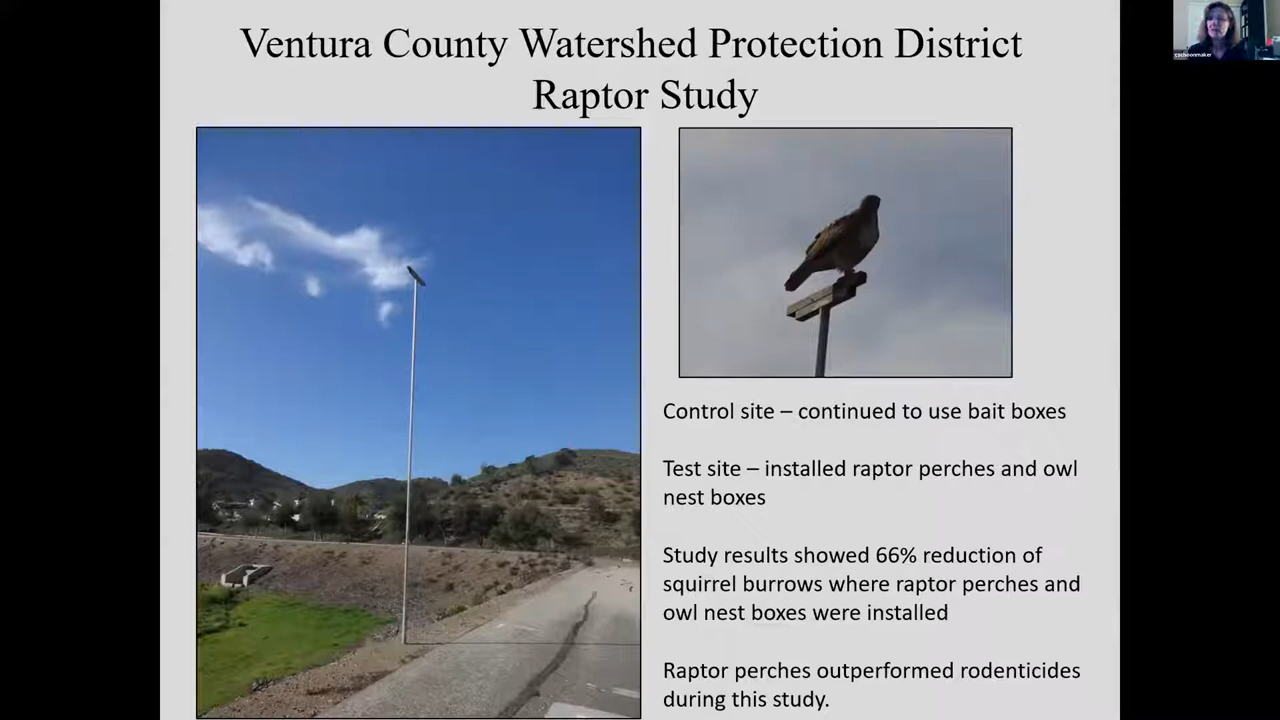 Ventura County Watershed Protection District
Raptor Study
Control site – continued to use bait boxes
Test site – installed raptor perches and owl
nest boxes
Study results showed 66% reduction of
squirrel burrows where raptor perches and
owl nest boxes were installed
Raptor perches outperformed rodenticides
during this study.